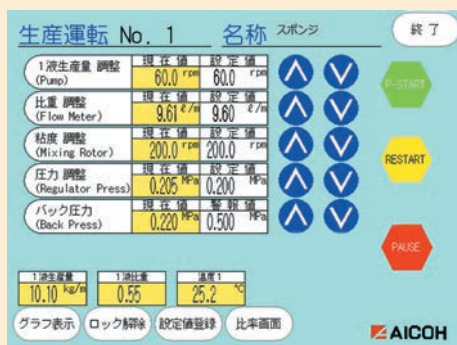 生産運転 No. 1 名称 スポンジ 終了
1液生産量 調整 (Pump) 現在値 60.0 rpm 設定値 60.0 rpm
比重 調整 (Flow Meter) 現在値 9.61 ℓ/m 設定値 9.60 ℓ/m
粘度 調整 (Mixing Rotor) 現在値 200.0 rpm 設定値 200.0 rpm
圧力 調整 (Regulator Press) 現在値 0.205 MPa 設定値 0.200 MPa
バック圧力 (Back Press) 現在値 0.220 MPa 警報値 0.500 MPa
P-START
RESTART
PAUSE
1液生産量 1液比重 温度1
10.10 kg/m 0.55 25.2 ℃
グラフ表示 ロック解除 設定値登録 比率画面
AICOH